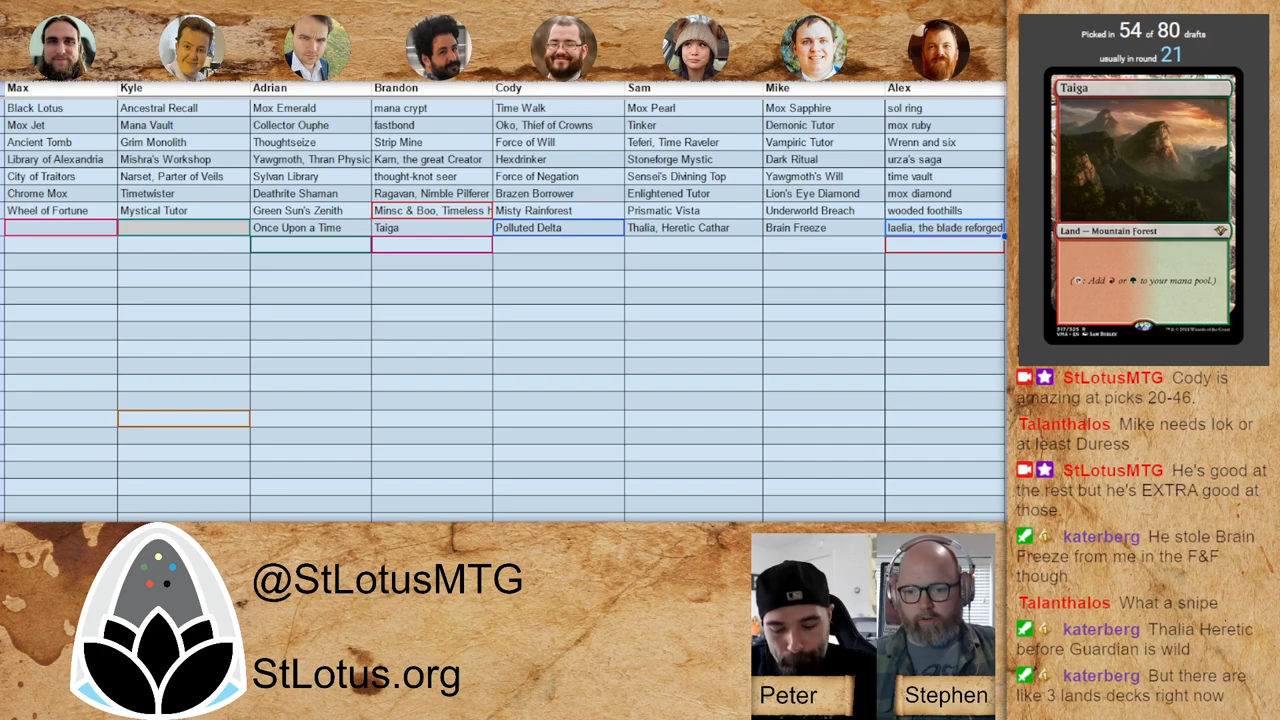 Max Kyle Adrian Brandon Cody Sam Mike Alex
Black Lotus Ancestral Recall Mox Emerald mana crypt Time Walk Mox Pearl Mox Sapphire sol ring
Mox Jet Mana Vault Collector Ouphe fastbond Oko, Thief of Crowns Tinker Demonic Tutor mox ruby
Ancient Tomb Grim Monolith Thoughtseize Strip Mine Force of Will Teferi, Time Raveler Vampiric Tutor Wrenn and six
Library of Alexandria Mishra's Workshop Yawgmoth, Thran Physic Karn, the great Creator Hexdrinker Stoneforge Mystic Dark Ritual urza's saga
City of Traitors Narset, Parter of Veils Sylvan Library thought-knot seer Force of Negation Sensei's Divining Top Yawgmoth's Will time vault
Chrome Mox Timetwister Deathrite Shaman Ragavan, Nimble Pilferer Brazen Borrower Enlightened Tutor Lion's Eye Diamond mox diamond
Wheel of Fortune Mystical Tutor Green Sun's Zenith Minsc & Boo, Timeless H Misty Rainforest Prismatic Vista Underworld Breach wooded foothills
Once Upon a Time Taiga Polluted Delta Thalia, Heretic Cathar Brain Freeze laelia, the blade reforged
Picked in 54 of 80 drafts
usually in round 21
Taiga
Land — Mountain Forest
: Add or to your mana pool.)
StLotusMTG Cody is
amazing at picks 20-46.
Talanthalos Mike needs lok or
at least Duress
StLotusMTG He's good at
the rest but he's EXTRA good at
those.
katerberg He stole Brain
Freeze from me in the F&F
though
Talanthalos What a snipe
katerberg Thalia Heretic
before Guardian is wild
katerberg But there are
like 3 lands decks right now
@StLotusMTG
StLotus.org
Peter
Stephen